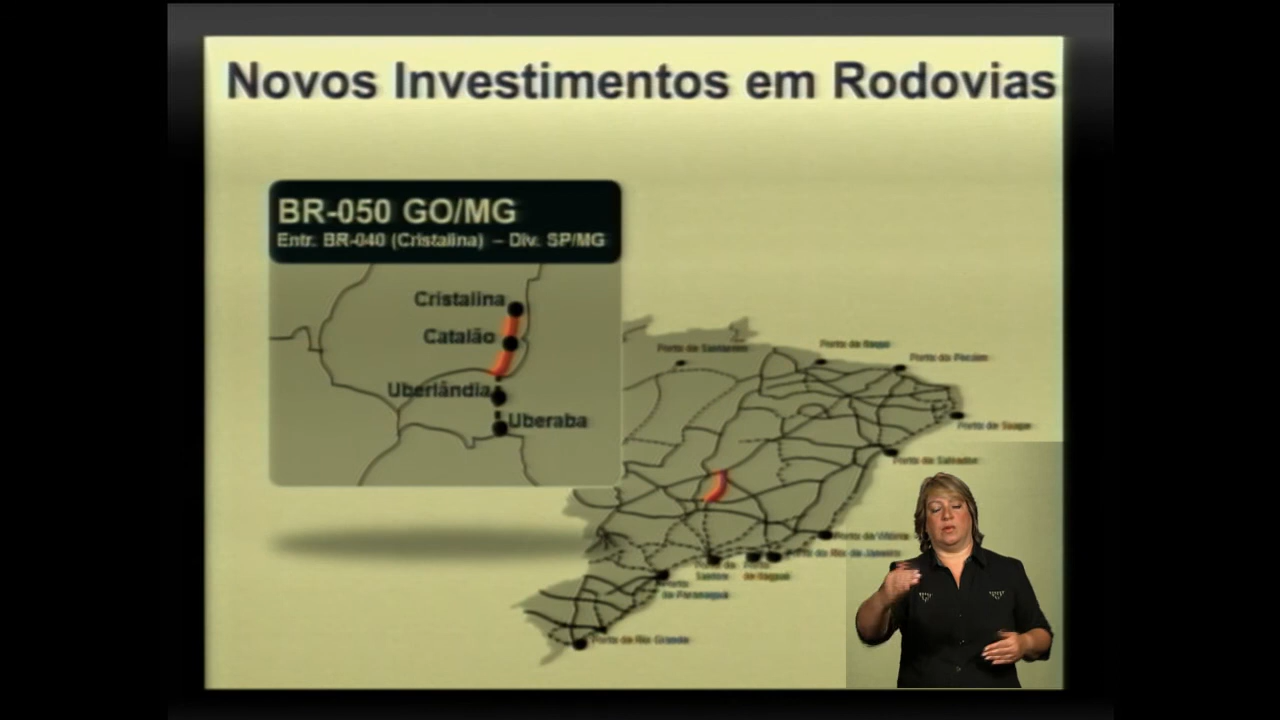 Novos Investimentos em Rodovias
BR-050 GO/MG
Entr. BR-040 (Cristalina) – Div. SP/MG
Cristalina
Catalão
Uberlândia
Uberaba
Porto de Santarém
Porto do Itaqui
Porto do Pecém
Porto de Suape
Porto de Salvador
Porto de Vitória
Porto do Rio de Janeiro
Porto de Itaguaí
Porto de Santos
Porto de Paranaguá
Porto de Rio Grande